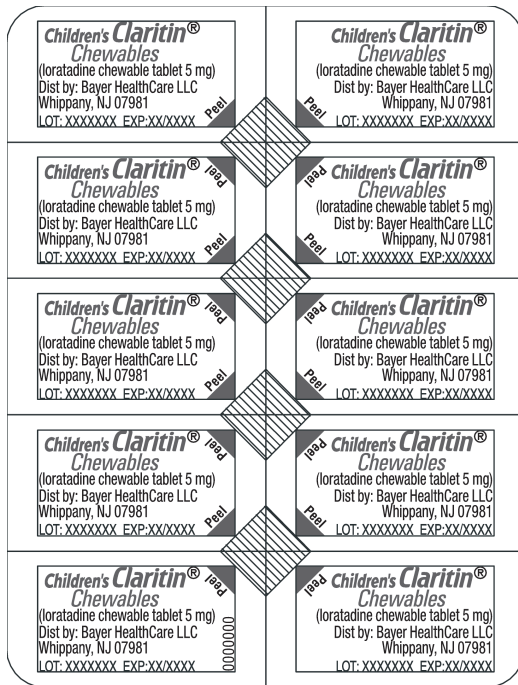 Children's Claritin®
Chewables
(loratadine chewable tablet 5 mg)
Dist by: Bayer HealthCare LLC
Whippany, NJ 07981
LOT: XXXXXXX EXP:XX/XXXX
Peel
Children's Claritin®
Chewables
(loratadine chewable tablet 5 mg)
Dist by: Bayer HealthCare LLC
Whippany, NJ 07981
LOT: XXXXXXX EXP:XX/XXXX
Peel
Children's Claritin®
Chewables
(loratadine chewable tablet 5 mg)
Dist by: Bayer HealthCare LLC
Whippany, NJ 07981
LOT: XXXXXXX EXP:XX/XXXX
Peel
Peel
Children's Claritin®
Chewables
(loratadine chewable tablet 5 mg)
Dist by: Bayer HealthCare LLC
Whippany, NJ 07981
LOT: XXXXXXX EXP:XX/XXXX
Peel
Peel
Children's Claritin®
Chewables
(loratadine chewable tablet 5 mg)
Dist by: Bayer HealthCare LLC
Whippany, NJ 07981
LOT: XXXXXXX EXP:XX/XXXX
Peel
Peel
Children's Claritin®
Chewables
(loratadine chewable tablet 5 mg)
Dist by: Bayer HealthCare LLC
Whippany, NJ 07981
LOT: XXXXXXX EXP:XX/XXXX
Peel
Peel
Children's Claritin®
Chewables
(loratadine chewable tablet 5 mg)
Dist by: Bayer HealthCare LLC
Whippany, NJ 07981
LOT: XXXXXXX EXP:XX/XXXX
Peel
Peel
Children's Claritin®
Chewables
(loratadine chewable tablet 5 mg)
Dist by: Bayer HealthCare LLC
Whippany, NJ 07981
LOT: XXXXXXX EXP:XX/XXXX
Peel
Peel
Children's Claritin®
Chewables
(loratadine chewable tablet 5 mg)
Dist by: Bayer HealthCare LLC
Whippany, NJ 07981
LOT: XXXXXXX EXP:XX/XXXX
Peel
00000000
Children's Claritin®
Chewables
(loratadine chewable tablet 5 mg)
Dist by: Bayer HealthCare LLC
Whippany, NJ 07981
LOT: XXXXXXX EXP:XX/XXXX
Peel